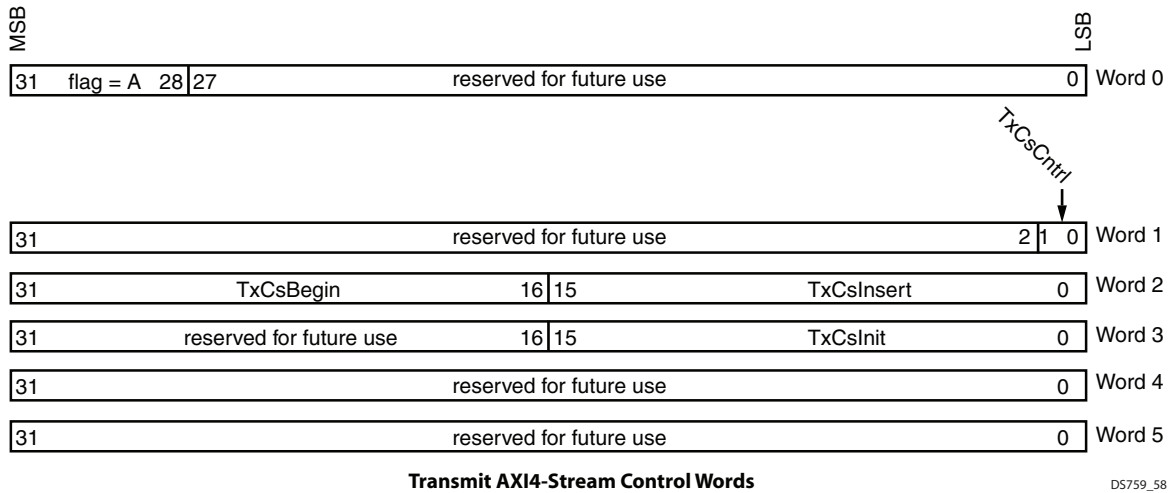 MSB LSB
31 flag = A 28 27 reserved for future use 0 Word 0
TxCsCntrl
31 reserved for future use 2 1 0 Word 1
31 TxCsBegin 16 15 TxCsInsert 0 Word 2
31 reserved for future use 16 15 TxCsInit 0 Word 3
31 reserved for future use 0 Word 4
31 reserved for future use 0 Word 5
Transmit AXI4-Stream Control Words DS759_58